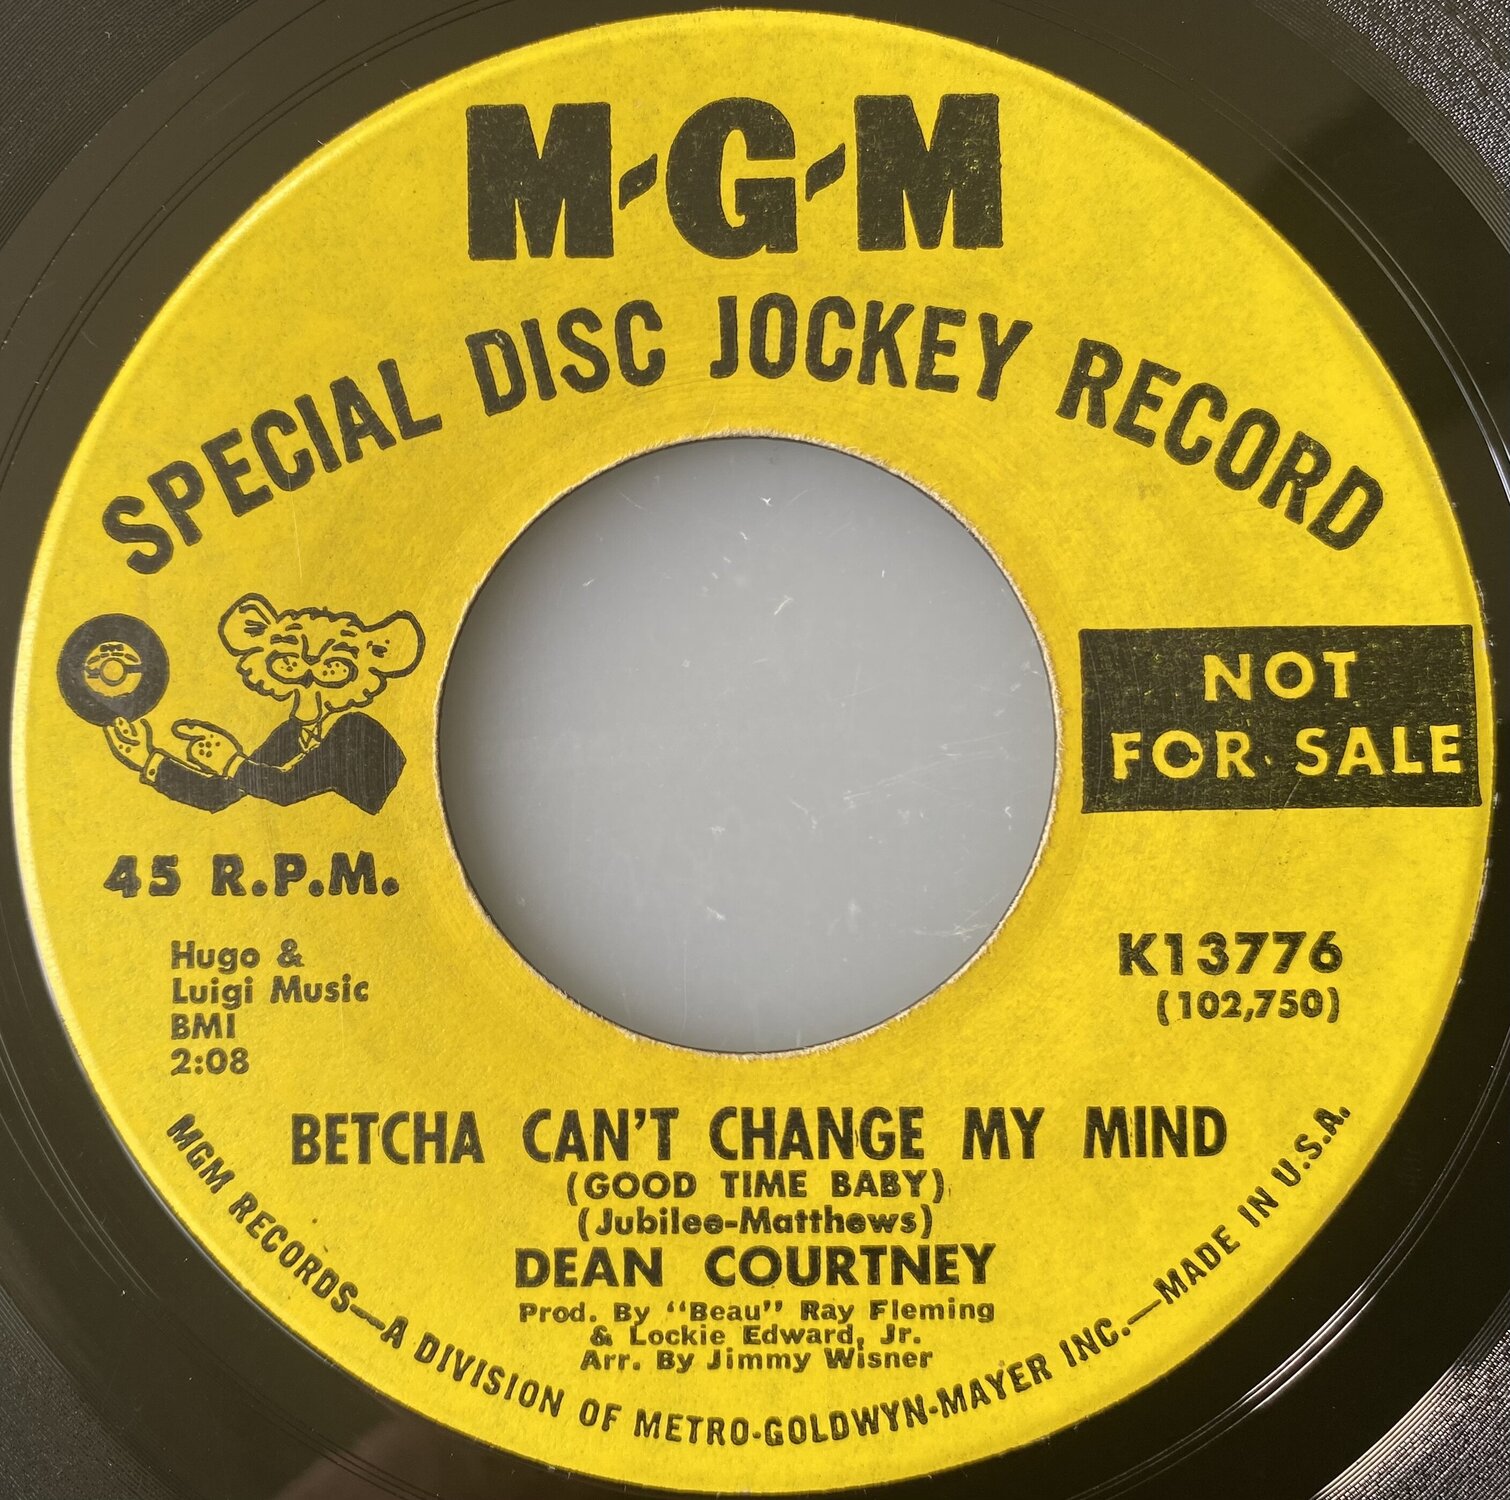 M-G-M
SPECIAL DISC JOCKEY RECORD
NOT
FOR SALE
45 R.P.M.
Hugo &
Luigi Music
BMI
2:08
K13776
(102,750)
BETCHA CAN'T CHANGE MY MIND
(GOOD TIME BABY)
(Jubilee-Matthews)
DEAN COURTNEY
Prod. By "Beau" Ray Fleming
& Lockie Edward, Jr.
Arr. By Jimmy Wisner
MGM RECORDS—A DIVISION OF METRO-GOLDWYN-MAYER INC.—MADE IN U.S.A.